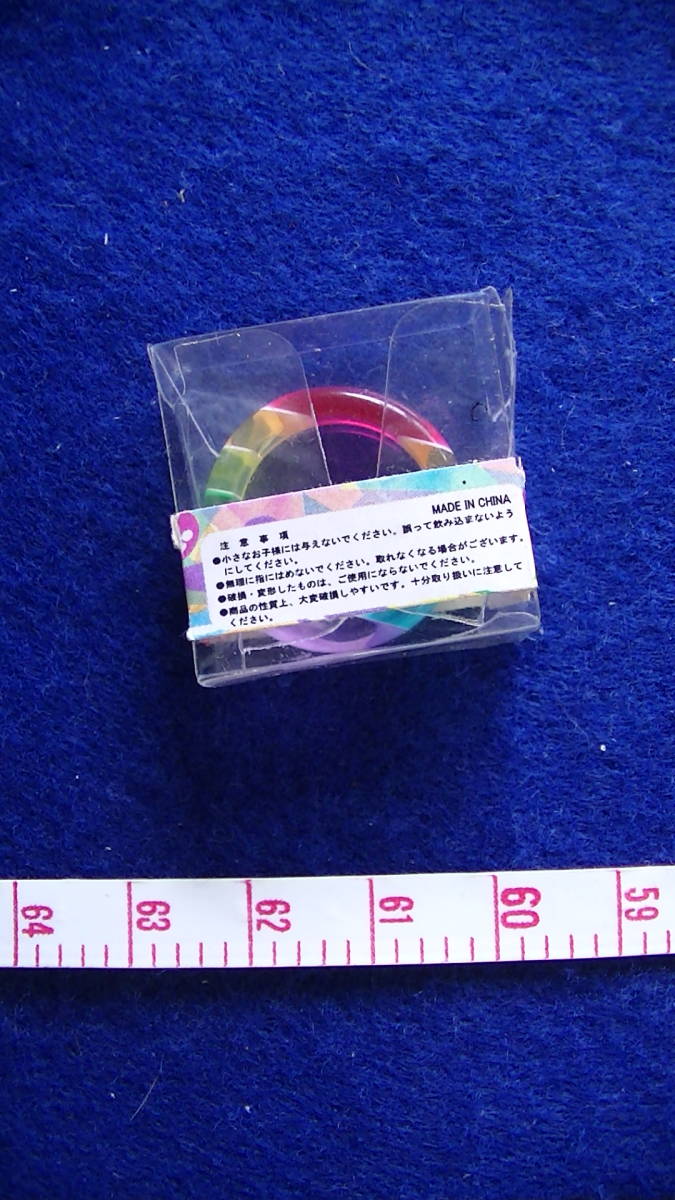 MADE IN CHINA
注意事項
●小さなお子様には与えないでください。誤って飲み込まないよう
にしてください。
●無理に指にはめないでください。取れなくなる場合がございます。
●破損・変形したものは、ご使用にならないでください。
●商品の性質上、大変破損しやすいです。十分取り扱いに注意して
ください。
64 63 62 61 60 59